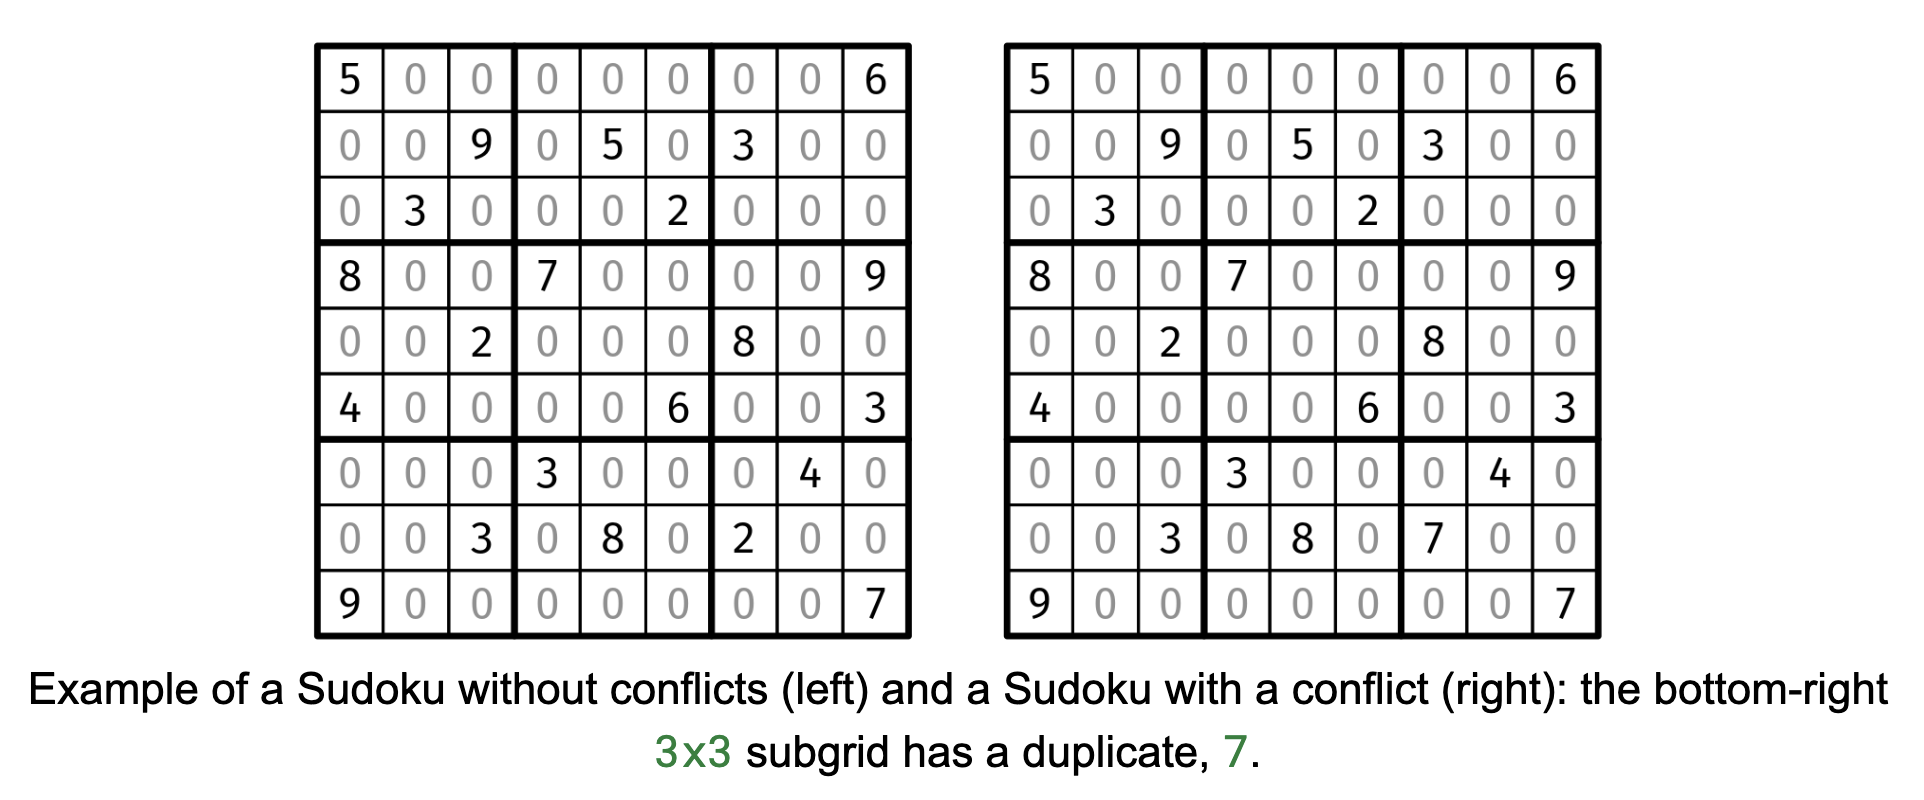 5 0 0 0 0 0 0 0 6 5 0 0 0 0 0 0 0 6
0 0 9 0 5 0 3 0 0 0 0 9 0 5 0 3 0 0
0 3 0 0 0 2 0 0 0 0 3 0 0 0 2 0 0 0
8 0 0 7 0 0 0 0 9 8 0 0 7 0 0 0 0 9
0 0 2 0 0 0 8 0 0 0 0 2 0 0 0 8 0 0
4 0 0 0 0 6 0 0 3 4 0 0 0 0 6 0 0 3
0 0 0 3 0 0 0 4 0 0 0 0 3 0 0 0 4 0
0 0 3 0 8 0 2 0 0 0 0 3 0 8 0 7 0 0
9 0 0 0 0 0 0 0 7 9 0 0 0 0 0 0 0 7
Example of a Sudoku without conflicts (left) and a Sudoku with a conflict (right): the bottom-right
3x3 subgrid has a duplicate, 7.